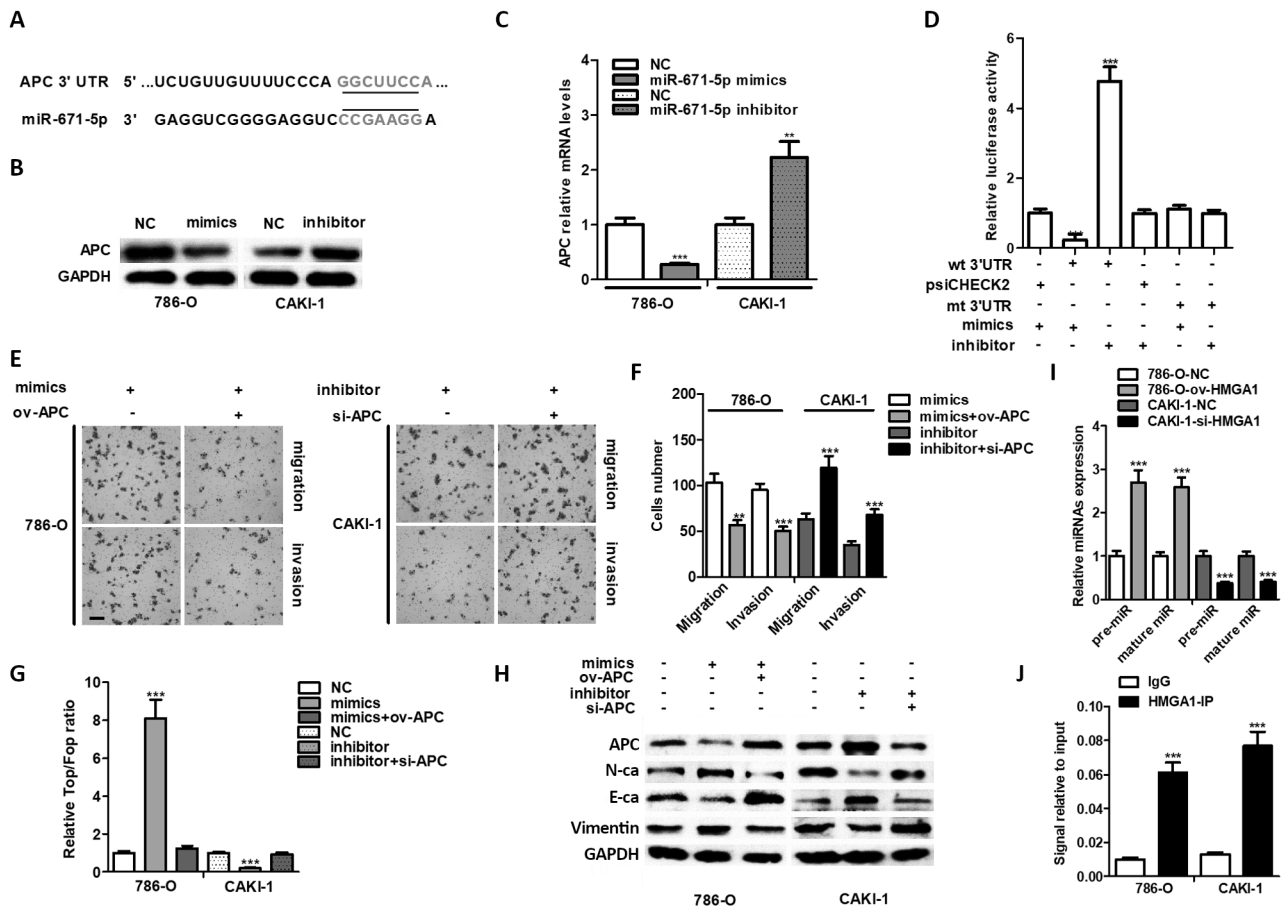 A
APC 3' UTR 5' ...UCUGUUGUUUUCCCA GGCUUCCA ...
miR-671-5p 3' GAGGUCGGGGAGGUCCCGAAGG A
B
NC mimics NC inhibitor
APC
GAPDH
786-O CAKI-1
C
NC
miR-671-5p mimics
NC
miR-671-5p inhibitor
APC relative mRNA levels
4
3
2
1
0
***
**
786-O CAKI-1
D
Relative luciferase activity
6
4
2
0
***
***
wt 3'UTR - + + - - -
psiCHECK2 + - - + - -
mt 3'UTR - - - - + +
mimics + + - - + -
inhibitor - - + + - +
E
mimics + +
ov-APC - +
inhibitor + +
si-APC - +
786-O
migration
invasion
CAKI-1
migration
invasion
F
Cells nubmer
200
150
100
50
0
786-O CAKI-1
** *** *** ***
Migration Invasion Migration Invasion
mimics
mimics+ov-APC
inhibitor
inhibitor+si-APC
I
786-O-NC
786-O-ov-HMGA1
CAKI-1-NC
CAKI-1-si-HMGA1
Relative miRNAs expression
4
3
2
1
0
*** *** *** ***
pre-miR mature miR pre-miR mature miR
G
Relative Top/Fop ratio
10
8
6
4
2
0
***
***
786-O CAKI-1
NC
mimics
mimics+ov-APC
NC
inhibitor
inhibitor+si-APC
H
mimics - + + - - -
ov-APC - - + - - -
inhibitor - - - - + +
si-APC - - - - - +
APC
N-ca
E-ca
Vimentin
GAPDH
786-O CAKI-1
J
IgG
HMGA1-IP
Signal relative to input
0.10
0.08
0.06
0.04
0.02
0.00
*** ***
786-O CAKI-1